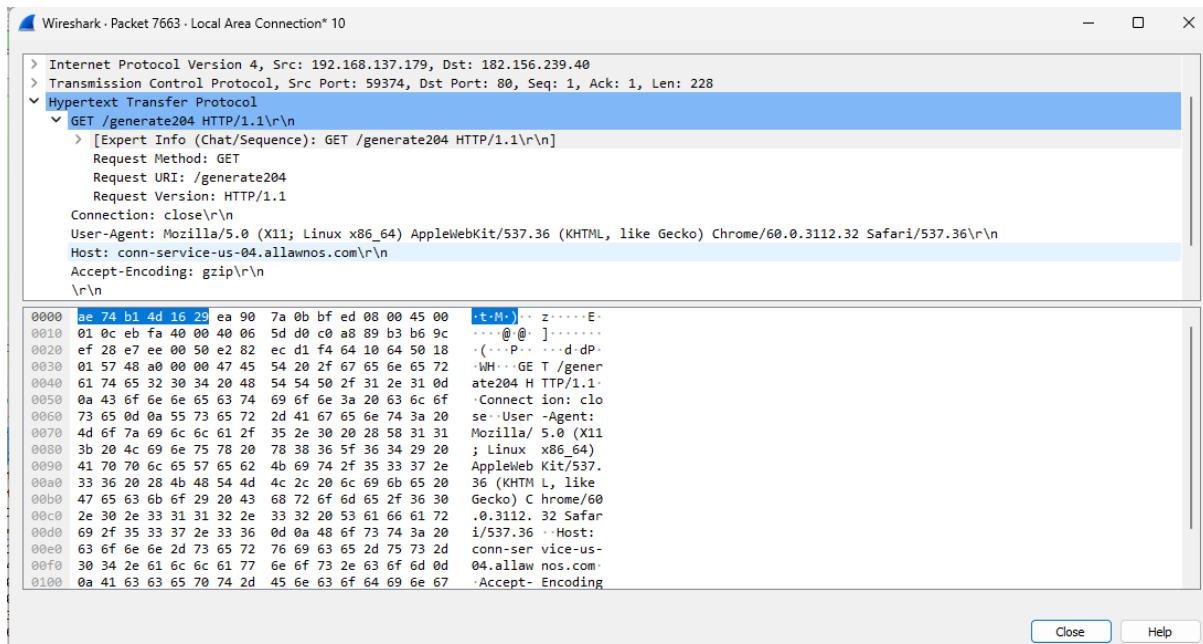 Wireshark · Packet 7663 · Local Area Connection* 10
> Internet Protocol Version 4, Src: 192.168.137.179, Dst: 182.156.239.40
> Transmission Control Protocol, Src Port: 59374, Dst Port: 80, Seq: 1, Ack: 1, Len: 228
Hypertext Transfer Protocol
GET /generate204 HTTP/1.1\r\n
> [Expert Info (Chat/Sequence): GET /generate204 HTTP/1.1\r\n]
Request Method: GET
Request URI: /generate204
Request Version: HTTP/1.1
Connection: close\r\n
User-Agent: Mozilla/5.0 (X11; Linux x86_64) AppleWebKit/537.36 (KHTML, like Gecko) Chrome/60.0.3112.32 Safari/537.36\r\n
Host: conn-service-us-04.allawnos.com\r\n
Accept-Encoding: gzip\r\n
\r\n
0000 ae 74 b1 4d 16 29 ea 90 7a 0b bf ed 08 00 45 00 ·t·M·)·· z·····E·
0010 01 0c eb fa 40 00 40 06 5d d0 c0 a8 89 b3 b6 9c ····@·@· ]·······
0020 ef 28 e7 ee 00 50 e2 82 ec d1 f4 64 10 64 50 18 ·(···P·· ···d·dP·
0030 01 57 48 a0 00 00 47 45 54 20 2f 67 65 6e 65 72 ·WH···GE T /gener
0040 61 74 65 32 30 34 20 48 54 54 50 2f 31 2e 31 0d ate204 H TTP/1.1·
0050 0a 43 6f 6e 6e 65 63 74 69 6f 6e 3a 20 63 6c 6f ·Connect ion: clo
0060 73 65 0d 0a 55 73 65 72 2d 41 67 65 6e 74 3a 20 se··User -Agent:
0070 4d 6f 7a 69 6c 6c 61 2f 35 2e 30 20 28 58 31 31 Mozilla/ 5.0 (X11
0080 3b 20 4c 69 6e 75 78 20 78 38 36 5f 36 34 29 20 ; Linux x86_64)
0090 41 70 70 6c 65 57 65 62 4b 69 74 2f 35 33 37 2e AppleWeb Kit/537.
00a0 33 36 20 28 4b 48 54 4d 4c 2c 20 6c 69 6b 65 20 36 (KHTM L, like
00b0 47 65 63 6b 6f 29 20 43 68 72 6f 6d 65 2f 36 30 Gecko) C hrome/60
00c0 2e 30 2e 33 31 31 32 2e 33 32 20 53 61 66 61 72 .0.3112. 32 Safar
00d0 69 2f 35 33 37 2e 33 36 0d 0a 48 6f 73 74 3a 20 i/537.36 ··Host:
00e0 63 6f 6e 6e 2d 73 65 72 76 69 63 65 2d 75 73 2d conn-ser vice-us-
00f0 30 34 2e 61 6c 6c 61 77 6e 6f 73 2e 63 6f 6d 0d 04.allaw nos.com·
0100 0a 41 63 63 65 70 74 2d 45 6e 63 6f 64 69 6e 67 ·Accept- Encoding
Close Help